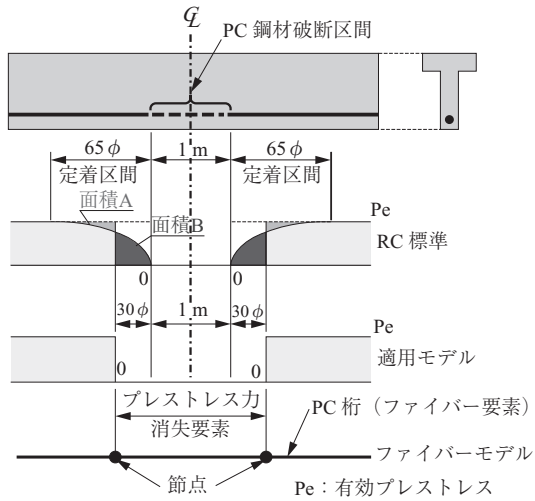 ℄
PC 鋼材破断区間
65φ 1 m 65φ
定着区間 定着区間
面積A Pe
面積B RC 標準
0 0
30φ 1 m 30φ
Pe
0 0 適用モデル
プレストレス力
消失要素
PC 桁（ファイバー要素）
ファイバーモデル
節点
Pe：有効プレストレス